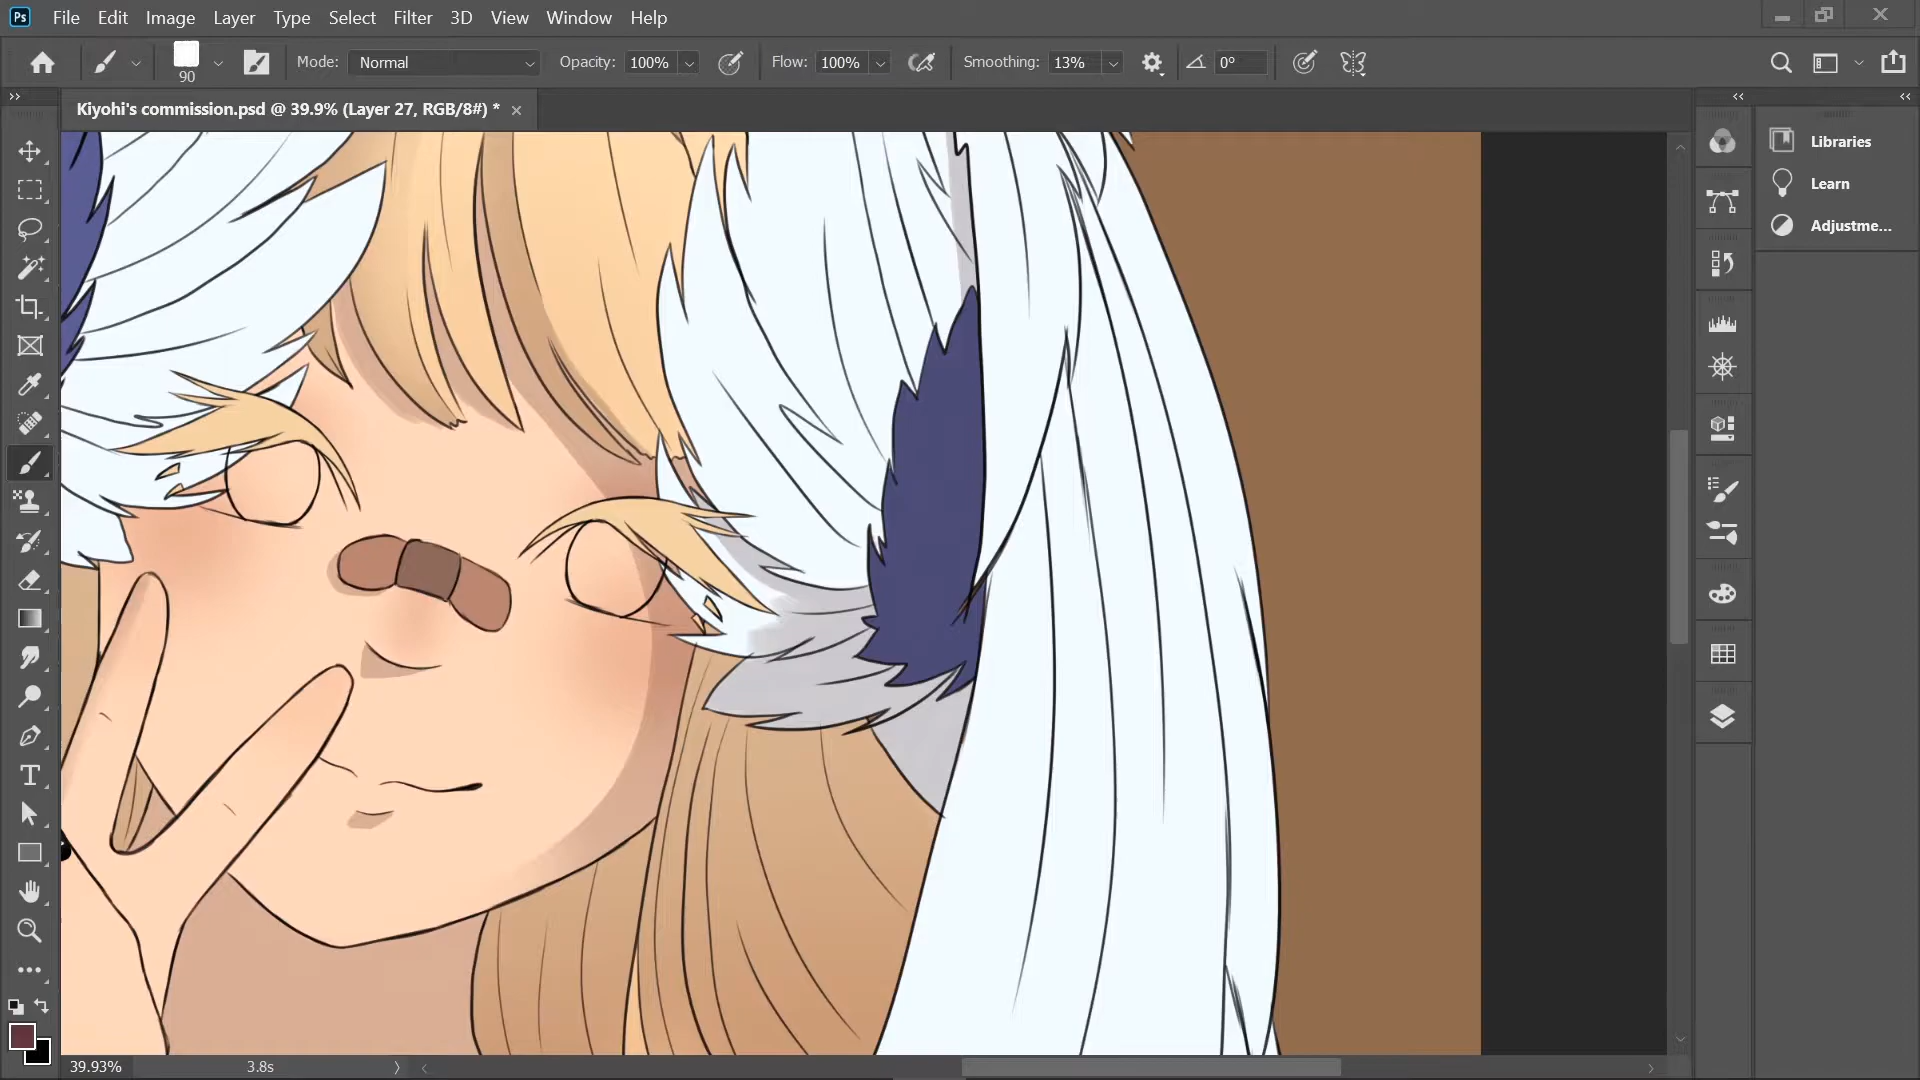 Ps File Edit Image Layer Type Select Filter 3D View Window Help
90 Mode: Normal Opacity: 100% Flow: 100% Smoothing: 13% 0°
Kiyohi's commission.psd @ 39.9% (Layer 27, RGB/8#) *
Libraries
Learn
Adjustme...
39.93% 3.8s